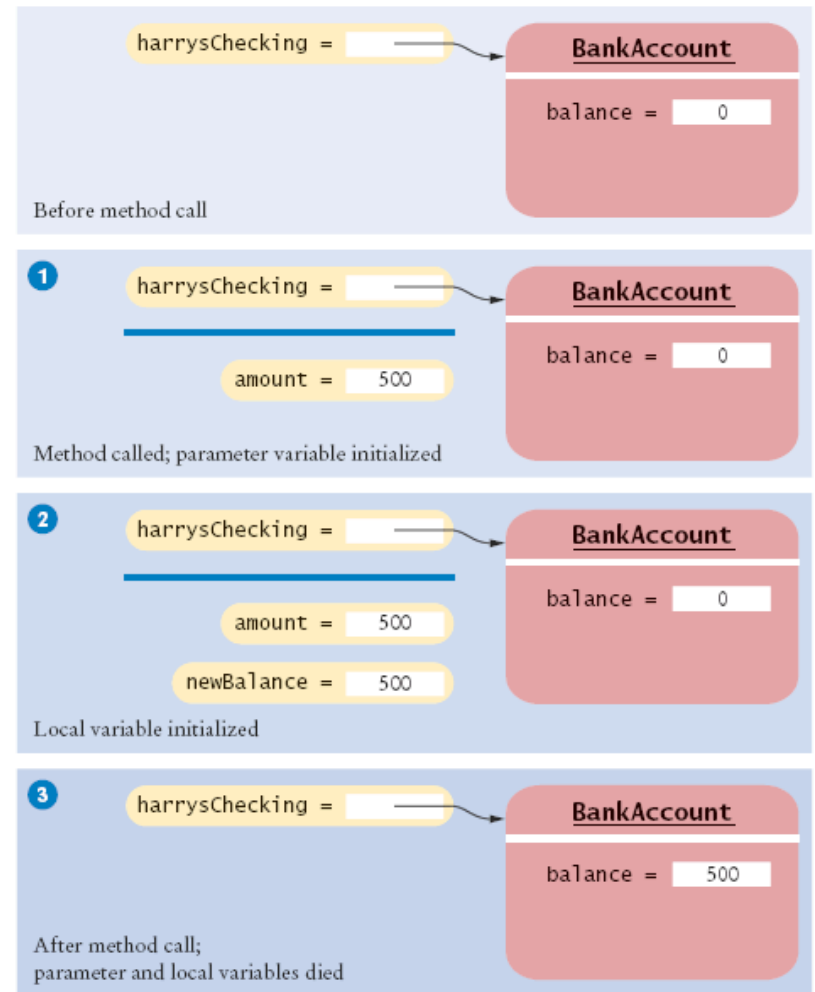 harrysChecking =
BankAccount
balance = 0
Before method call
1
harrysChecking =
BankAccount
amount = 500
balance = 0
Method called; parameter variable initialized
2
harrysChecking =
BankAccount
amount = 500
balance = 0
newBalance = 500
Local variable initialized
3
harrysChecking =
BankAccount
balance = 500
After method call;
parameter and local variables died